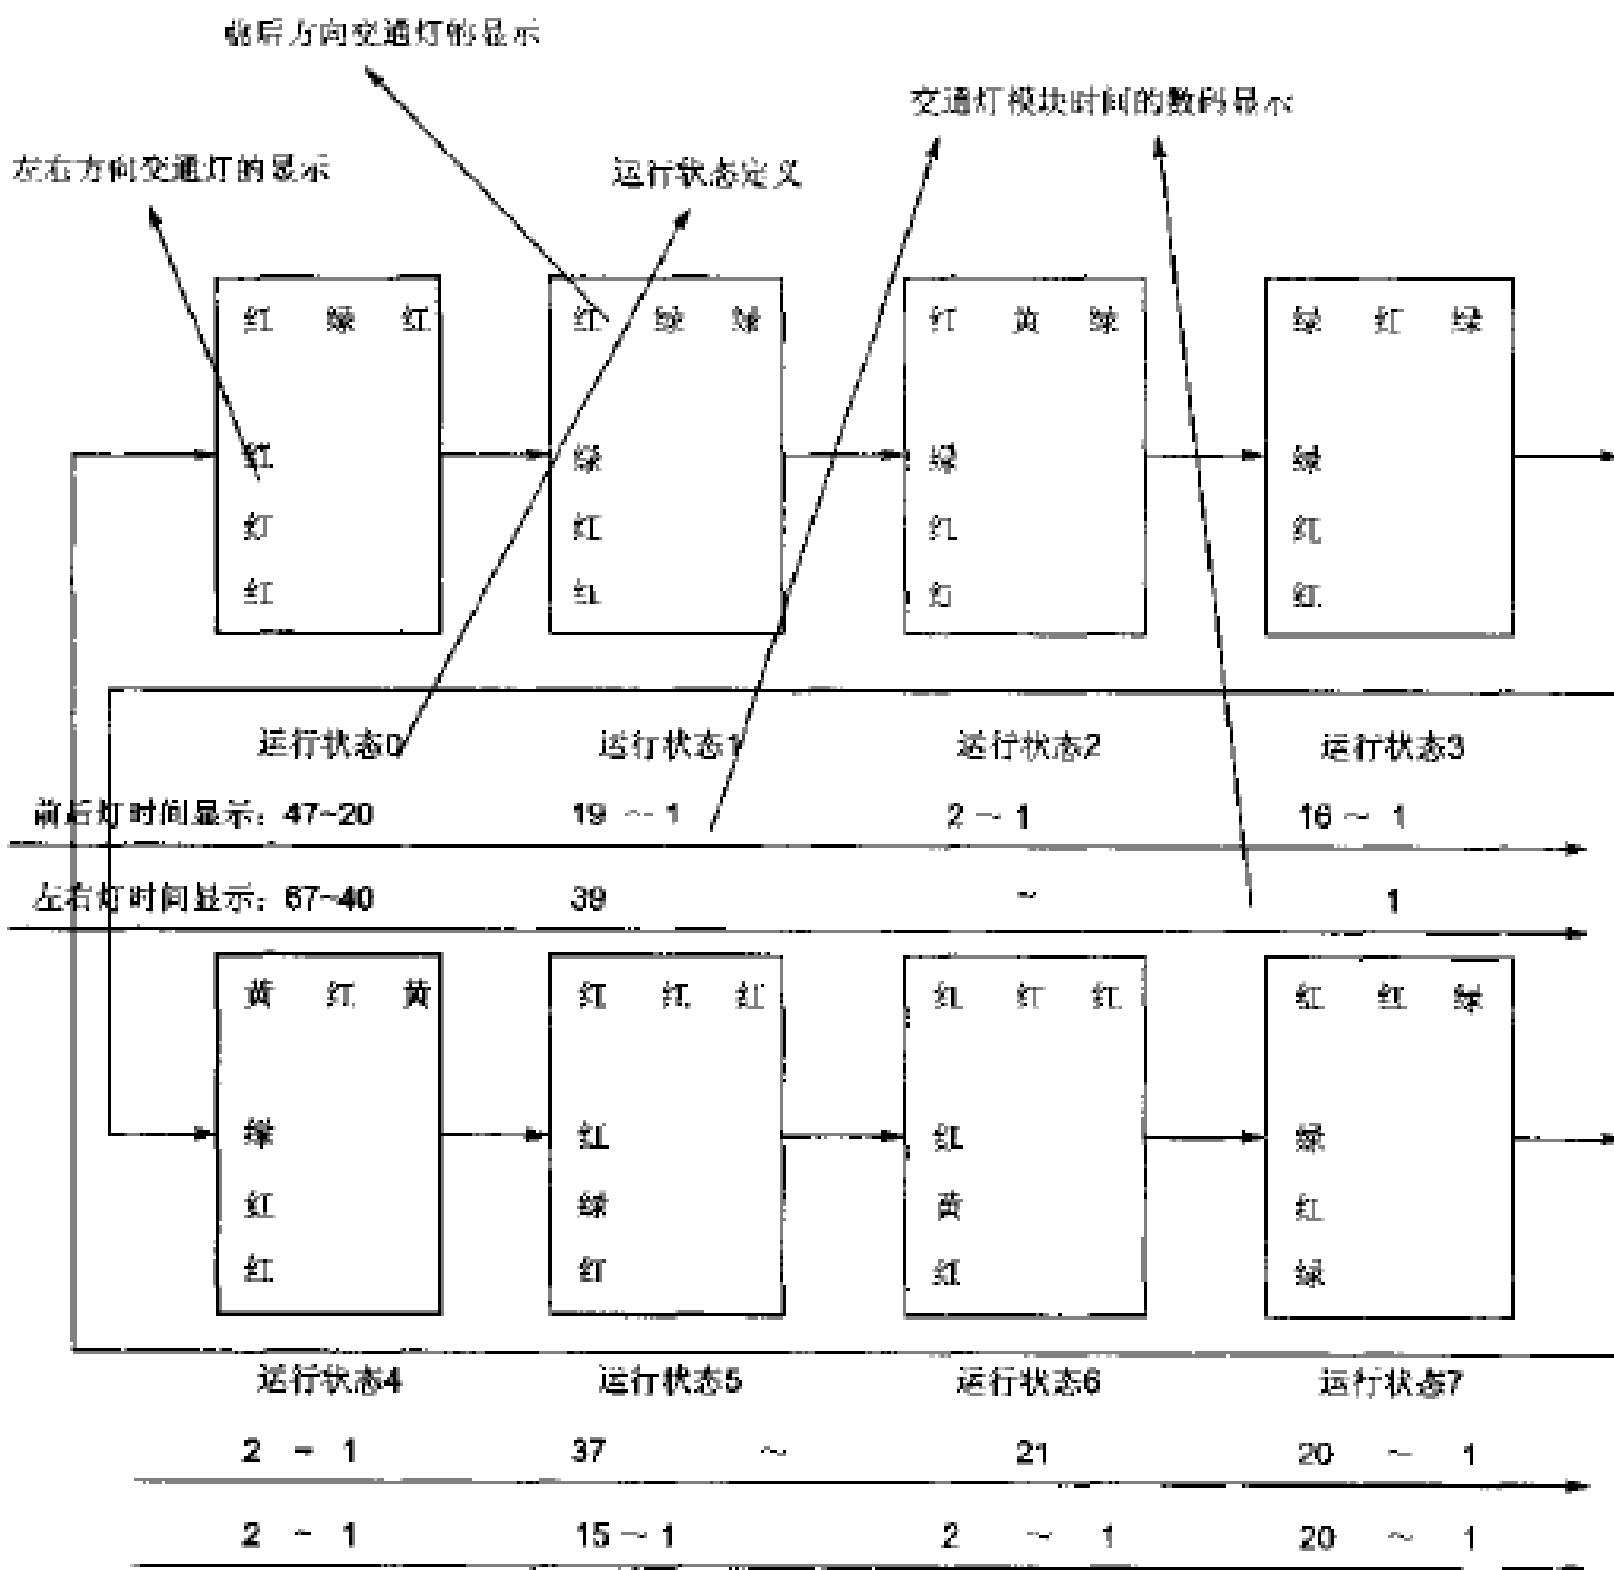 前后方向交通灯的显示
交通灯模块时间的数码显示
左右方向交通灯的显示
运行状态定义
红 绿 红
红
红
红
红 绿 绿
绿
红
红
红 黄 绿
绿
红
红
绿 红 绿
绿
红
红
运行状态0 运行状态1 运行状态2 运行状态3
前后灯时间显示: 47~20 19 ~ 1 2 ~ 1 16 ~ 1
左右灯时间显示: 67~40 39 ~ 1
黄 红 黄
绿
红
红
红 红 红
红
绿
红
红 红 红
红
黄
红
红 红 绿
绿
红
绿
运行状态4 运行状态5 运行状态6 运行状态7
2 ~ 1 37 ~ 21 20 ~ 1
2 ~ 1 15 ~ 1 2 ~ 1 20 ~ 1